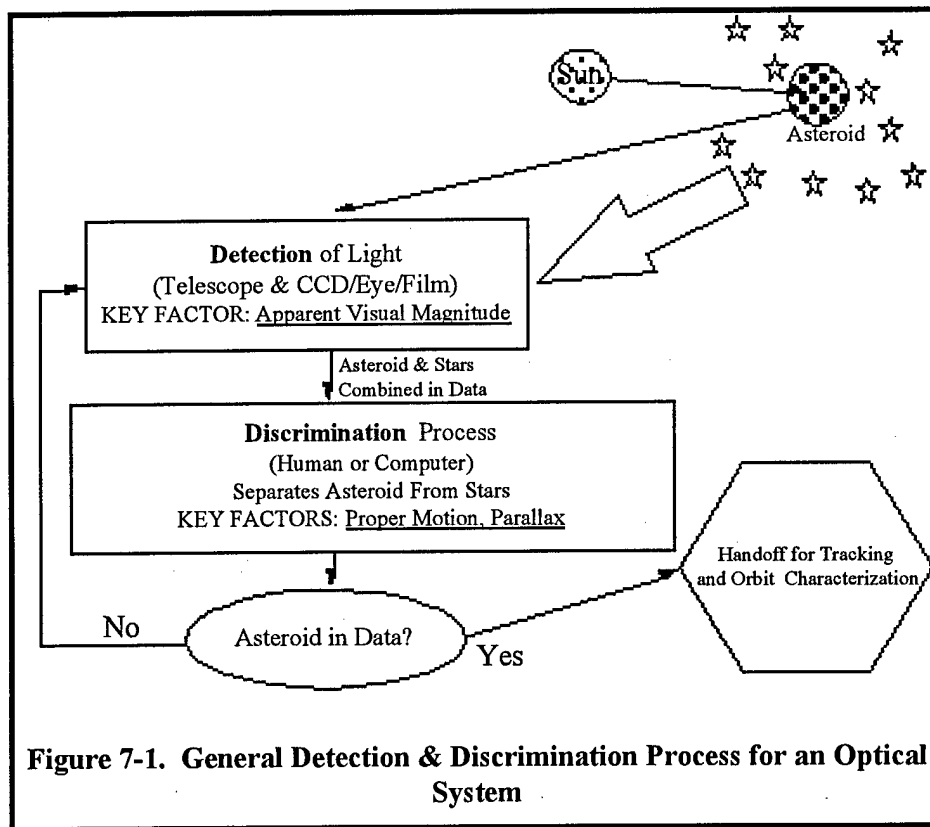 Sun
Asteroid
Detection of Light
(Telescope & CCD/Eye/Film)
KEY FACTOR: Apparent Visual Magnitude
Asteroid & Stars
Combined in Data
Discrimination Process
(Human or Computer)
Separates Asteroid From Stars
KEY FACTORS: Proper Motion, Parallax
Handoff for Tracking
and Orbit Characterization
No
Asteroid in Data?
Yes
Figure 7-1. General Detection & Discrimination Process for an Optical
System